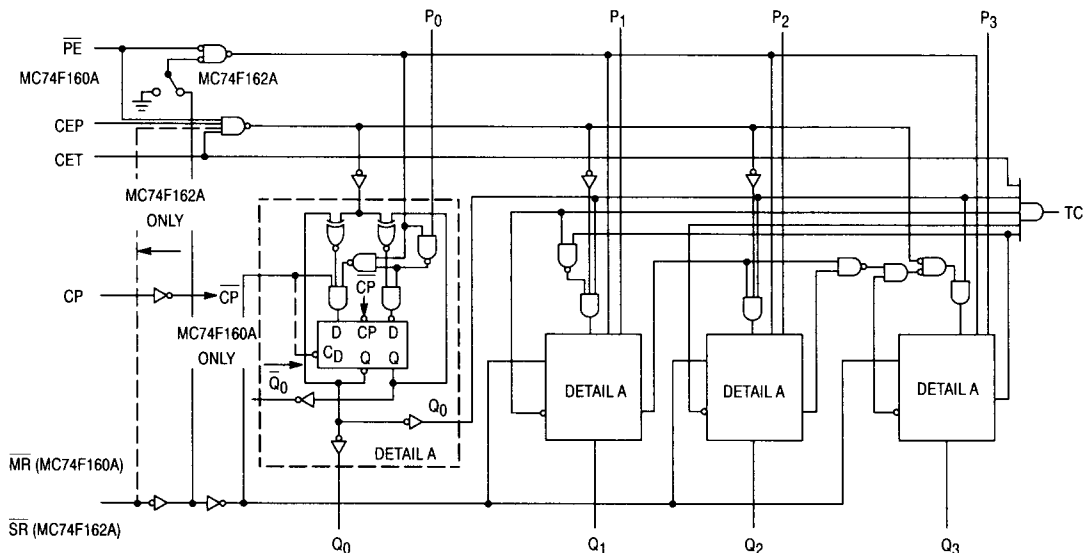 P0 P1 P2 P3
PE
MC74F160A MC74F162A
CEP
CET
MC74F162A
ONLY
TC
CP CP CP
MC74F160A
ONLY
D CP D
CD Q Q
Q0
Q0
DETAIL A
DETAIL A
DETAIL A
DETAIL A
MR (MC74F160A)
SR (MC74F162A)
Q0 Q1 Q2 Q3